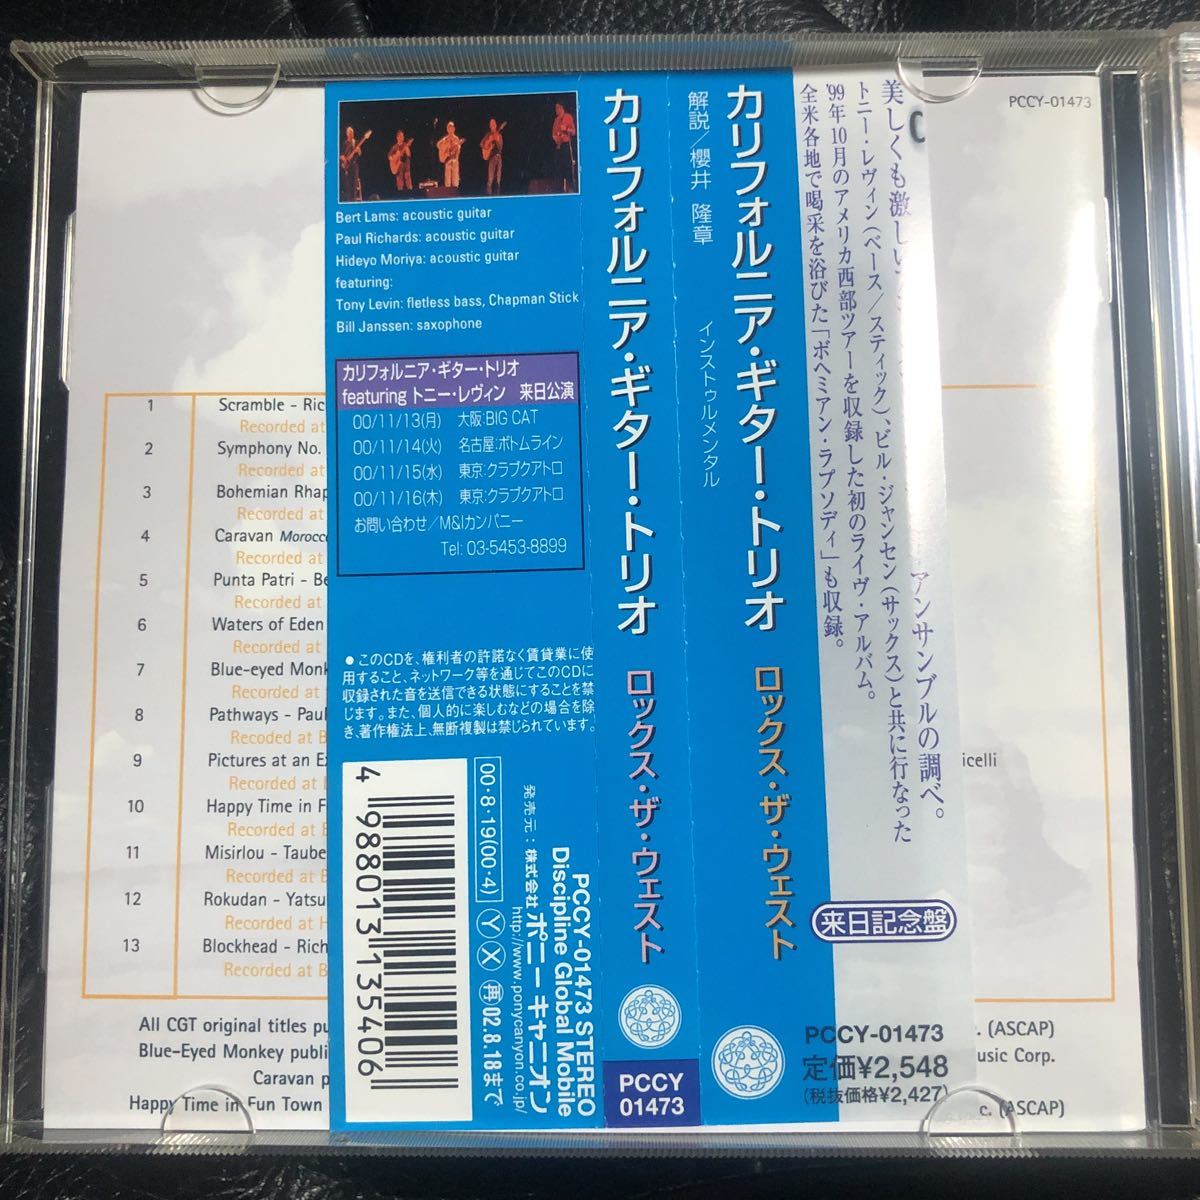 PCCY-01473
1 Scramble - Ric
Recorded at
2 Symphony No.
Recorded at
3 Bohemian Rhap
Recorded at
4 Caravan Morocc
Recorded at
5 Punta Patri - Be
Recorded at
6 Waters of Eden
Recorded at
7 Blue-eyed Monk
Recorded at
8 Pathways - Paul
Recorded at B
9 Pictures at an Ex
Recorded at
icelli
10 Happy Time in F
Recorded at B
11 Misirlou - Taube
Recorded at B
12 Rokudan - Yatsu
Recorded at H
13 Blockhead - Rich
Recorded at B
All CGT original titles pu
. (ASCAP)
Blue-Eyed Monkey publi
usic Corp.
Caravan p
Happy Time in Fun Town
c. (ASCAP)
Bert Lams: acoustic guitar
Paul Richards: acoustic guitar
Hideyo Moriya: acoustic guitar
featuring:
Tony Levin: fletless bass, Chapman Stick
Bill Janssen: saxophone
カリフォルニア・ギター・トリオ
featuring トニー・レヴィン 来日公演
00/11/13(月) 大阪:BIG CAT
00/11/14(火) 名古屋:ボトムライン
00/11/15(水) 東京:クラブクアトロ
00/11/16(木) 東京:クラブクアトロ
お問い合わせ/M&Iカンパニー
Tel: 03-5453-8899
●このCDを、権利者の許諾なく賃貸業に使
用すること、ネットワーク等を通じてこのCDに
収録された音を送信できる状態にすることを禁
じます。また、個人的に楽しむなどの場合を除
き、著作権法上、無断複製は禁じられています。
4 988013 135406
00・8・19(00・4) Ⓨ Ⓧ 再 02.8.18まで
発売元:株式会社ポニーキャニオン
http://www.ponycanyon.co.jp/
Discipline Global Mobile
PCCY-01473 STEREO
カリフォルニア・ギター・トリオ ロックス・ザ・ウェスト
PCCY
01473
カリフォルニア・ギター・トリオ ロックス・ザ・ウェスト
解説/櫻井 隆章
インストゥルメンタル
美しくも激しい
アンサンブルの調べ。
トニー・レヴィン(ベース/スティック)、ビル・ジャンセン(サックス)と共に行なった
'99年10月のアメリカ西部ツアーを収録した初のライヴ・アルバム。
全米各地で喝采を浴びた「ボヘミアン・ラプソディ」も収録。
来日記念盤
PCCY-01473
定価¥2,548
(税抜価格¥2,427)